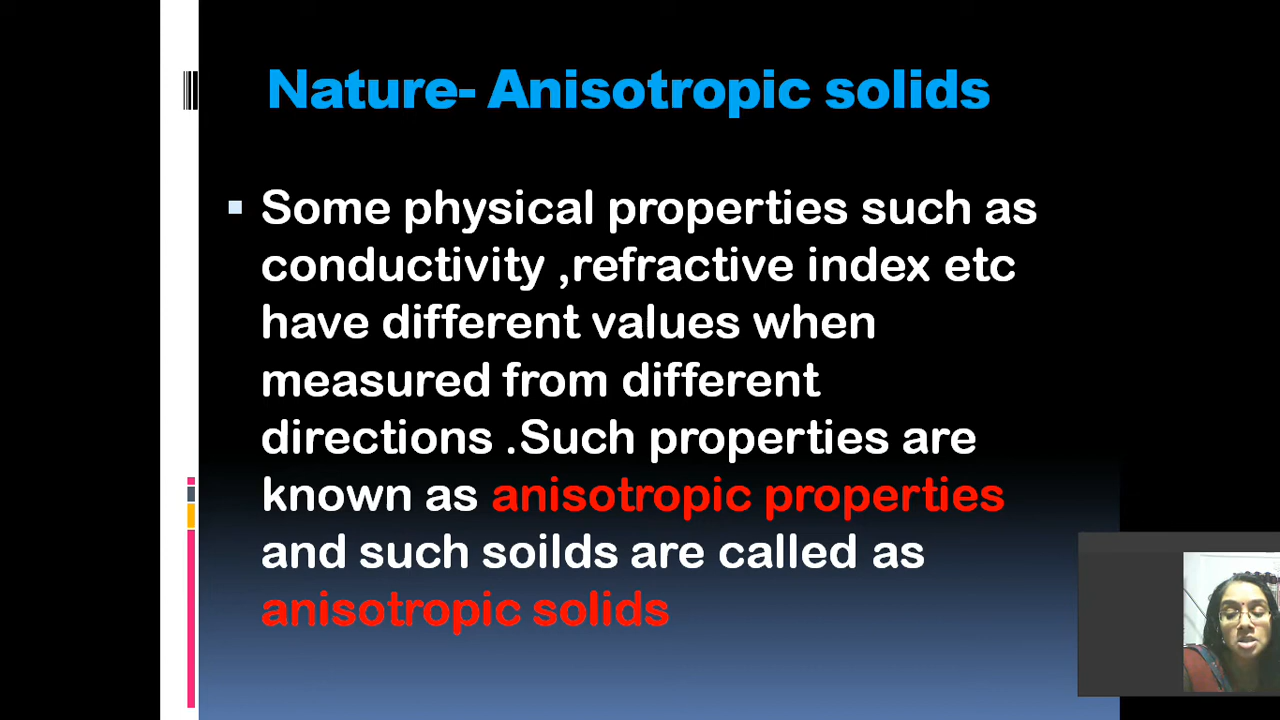 Nature- Anisotropic solids
Some physical properties such as
conductivity ,refractive index etc
have different values when
measured from different
directions .Such properties are
known as anisotropic properties
and such soilds are called as
anisotropic solids